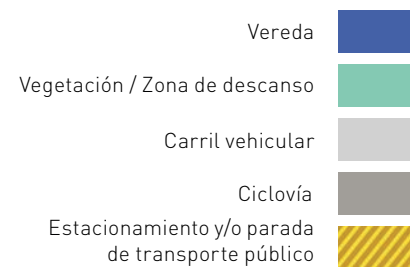 Vereda
Vegetación / Zona de descanso
Carril vehicular
Ciclovía
Estacionamiento y/o parada
de transporte público